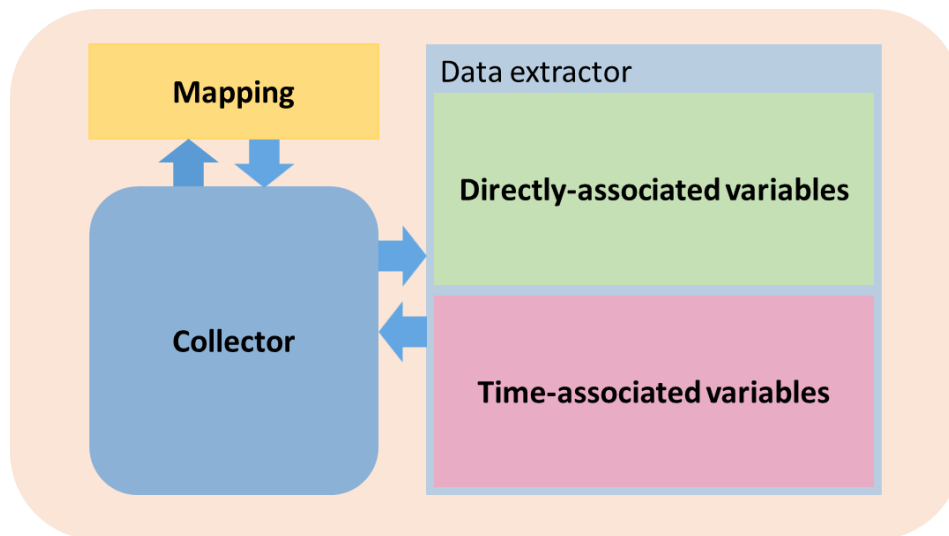 Mapping
Data extractor
Directly-associated variables
Collector
Time-associated variables